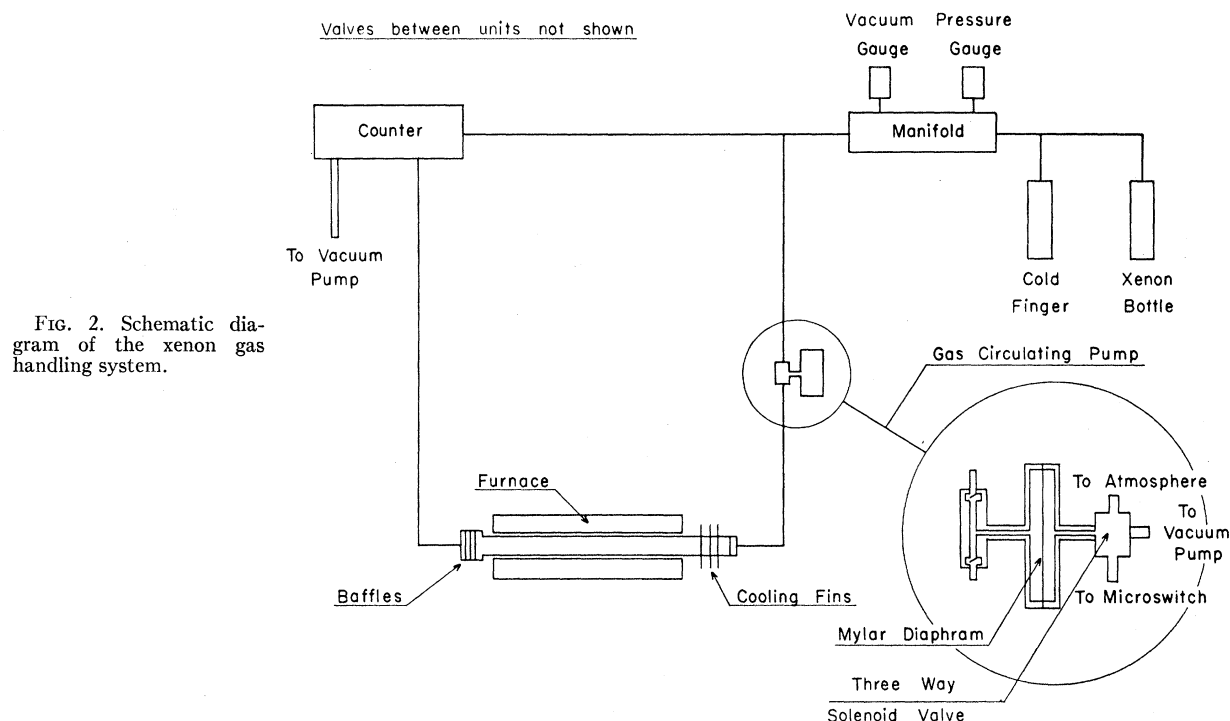 Valves between units not shown
Vacuum Pressure
Gauge Gauge
Counter
Manifold
To Vacuum
Pump
Cold
Finger
Xenon
Bottle
FIG. 2. Schematic dia-
gram of the xenon gas
handling system.
Gas Circulating Pump
Furnace
To Atmosphere
To
Vacuum
Pump
To Microswitch
Baffles
Cooling Fins
Mylar Diaphram
Three Way
Solenoid Valve